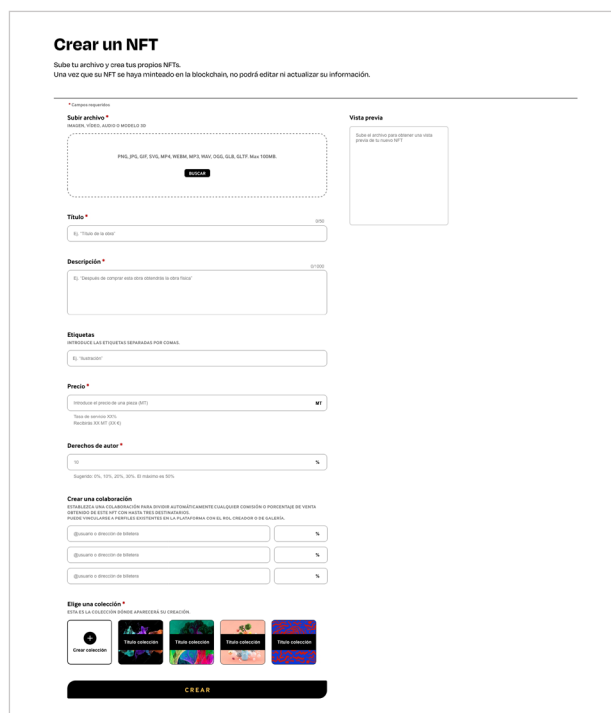 Crear un NFT
Sube tu archivo y crea tus propios NFTs.
Una vez que su NFT se haya minteado en la blockchain, no podrá editar ni actualizar su información.
* Campos requeridos
Subir archivo *
IMAGEN, VÍDEO, AUDIO O MODELO 3D
PNG, JPG, GIF, SVG, MP4, WEBM. MP3, WAV, OGG, GLB, GLTF. Max 100MB.
BUSCAR
Vista previa
Sube el archivo para obtener una vista
previa de tu nuevo NFT
Título *
0/50
Ej. "Título de la obra"
Descripción *
0/1000
Ej. "Después de comprar esta obra obtendrás la obra física"
Etiquetas
INTRODUCE LAS ETIQUETAS SEPARADAS POR COMAS.
Ej. "Ilustración"
Precio *
Introduce el precio de una pieza (MT)
MT
Tasa de servicio XX%
Recibirás XX MT (XX €)
Derechos de autor *
10
%
Sugerido: 0%, 10%, 20%, 30%. El máximo es 50%
Crear una colaboración
ESTABLEZCA UNA COLABORACIÓN PARA DIVIDIR AUTOMÁTICAMENTE CUALQUIER COMISIÓN O PORCENTAJE DE VENTA
OBTENIDO DE ESTE NFT CON HASTA TRES DESTINATARIOS.
PUEDE VINCULARSE A PERFILES EXISTENTES EN LA PLATAFORMA CON EL ROL CREADOR O DE GALERÍA.
@usuario o dirección de billetera
%
@usuario o dirección de billetera
%
@usuario o dirección de billetera
%
Elige una colección *
ESTA ES LA COLECCIÓN DÓNDE APARECERÁ SU CREACIÓN.
Crear colección
Título colección
Título colección
Título colección
Título colección
CREAR